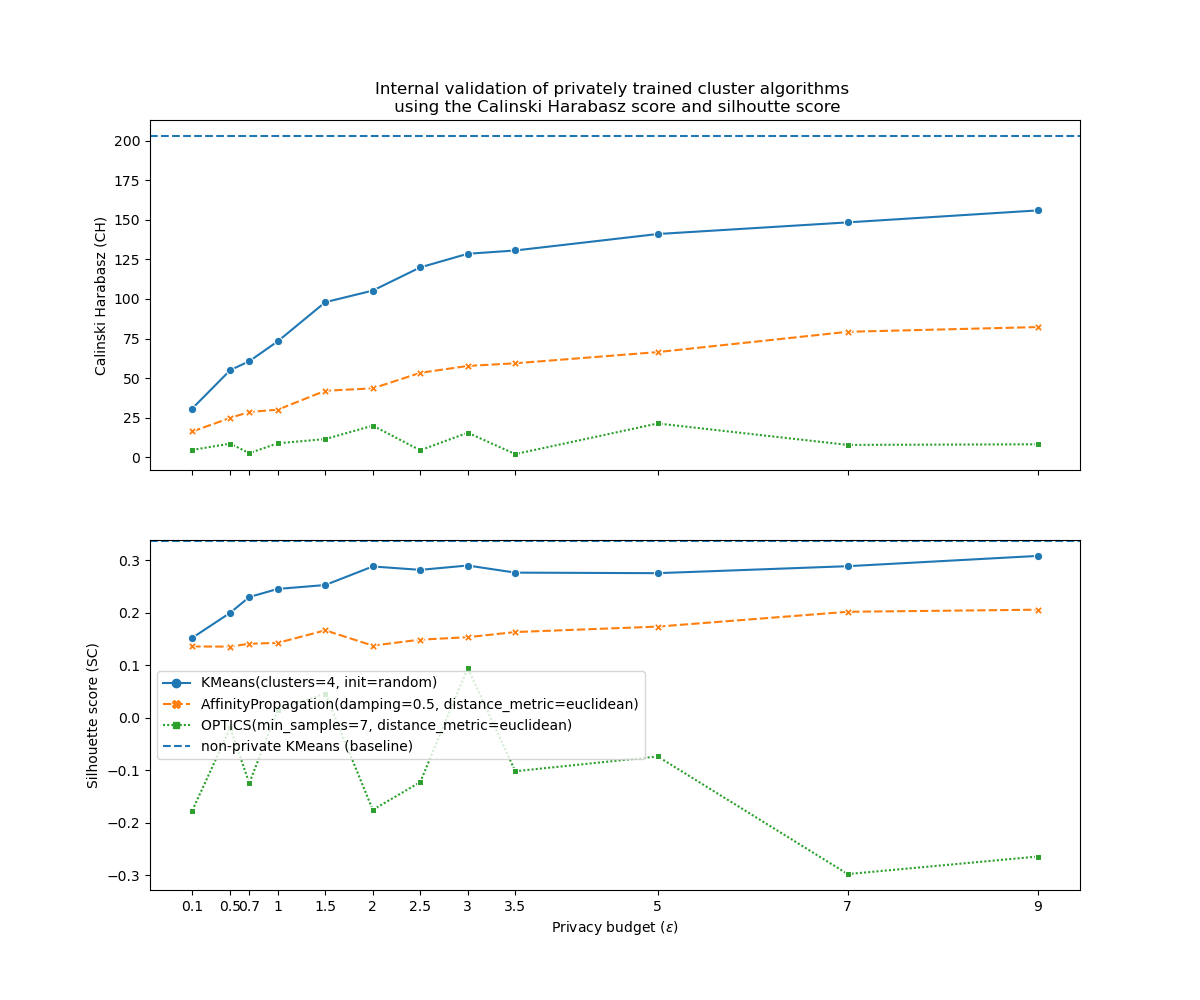 Internal validation of privately trained cluster algorithms
using the Calinski Harabasz score and silhoutte score
Calinski Harabasz (CH)
200
175
150
125
100
75
50
25
0
Silhouette score (SC)
0.3
0.2
0.1
0.0
−0.1
−0.2
−0.3
KMeans(clusters=4, init=random)
AffinityPropagation(damping=0.5, distance_metric=euclidean)
OPTICS(min_samples=7, distance_metric=euclidean)
non-private KMeans (baseline)
0.1 0.5 0.7 1 1.5 2 2.5 3 3.5 5 7 9
Privacy budget (ε)